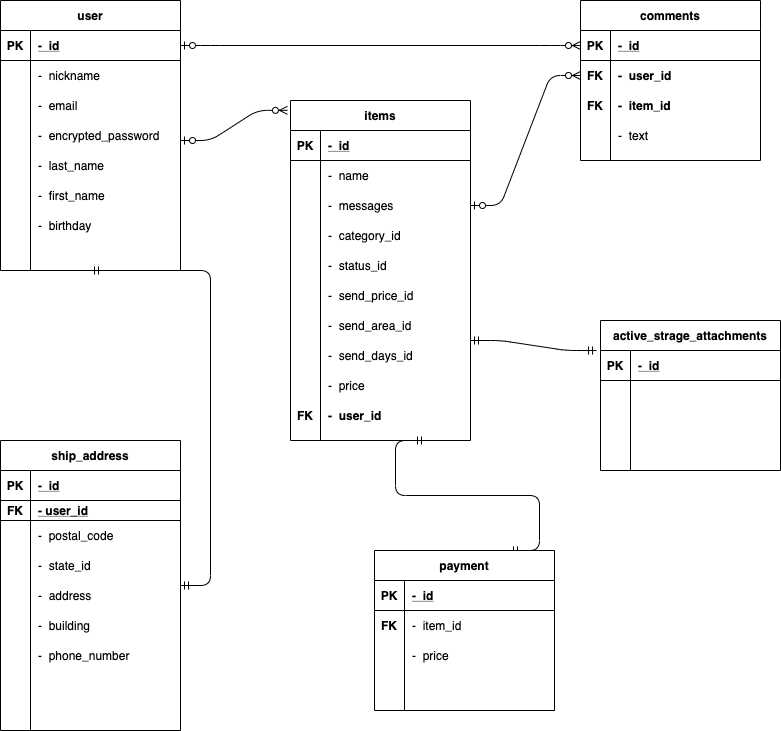 user
PK - id
- nickname
- email
- encrypted_password
- last_name
- first_name
- birthday
comments
PK - id
FK - user_id
FK - item_id
- text
items
PK - id
- name
- messages
- category_id
- status_id
- send_price_id
- send_area_id
- send_days_id
- price
FK - user_id
active_strage_attachments
PK - id
ship_address
PK - id
FK - user_id
- postal_code
- state_id
- address
- building
- phone_number
payment
PK - id
FK - item_id
- price